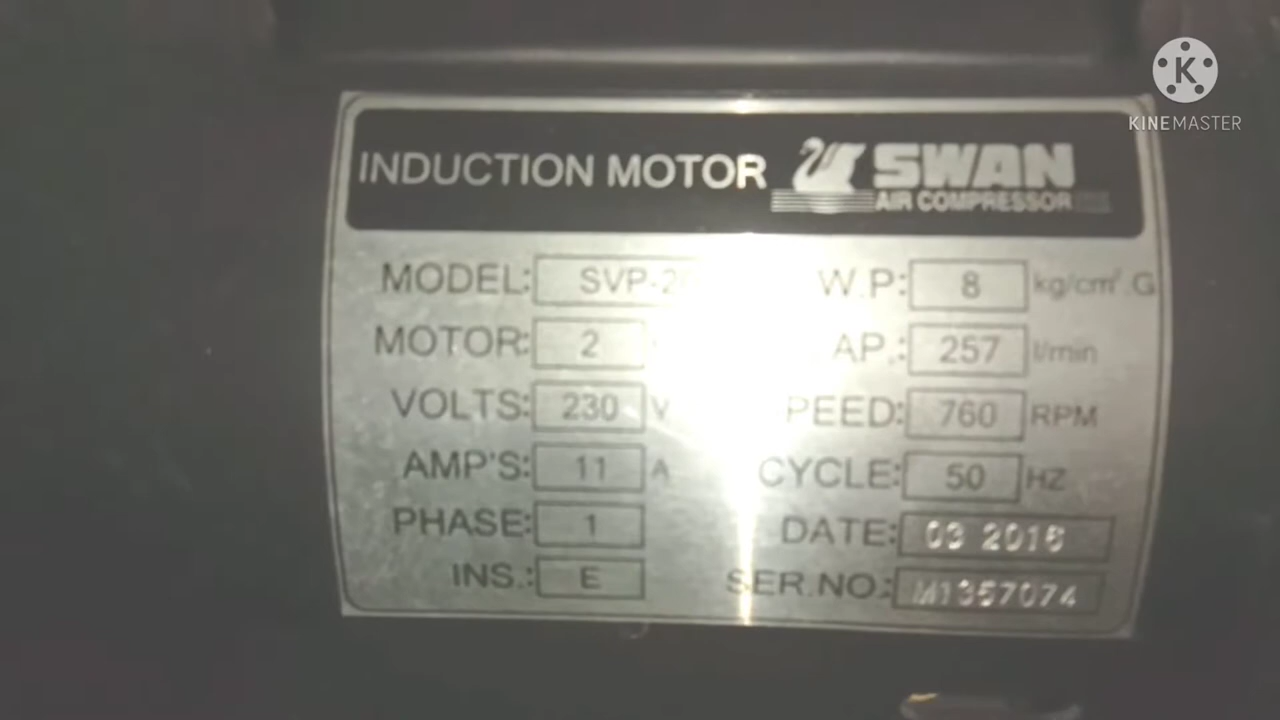 K
KINEMASTER
INDUCTION MOTOR SWAN
AIR COMPRESSOR
MODEL: SVP-2 W.P: 8 kg/cm².G
MOTOR: 2 AP.: 257 l/min
VOLTS: 230 V PEED: 760 RPM
AMP'S: 11 A CYCLE: 50 HZ
PHASE: 1 DATE: 03 2016
INS.: E SER.NO.: M1357074